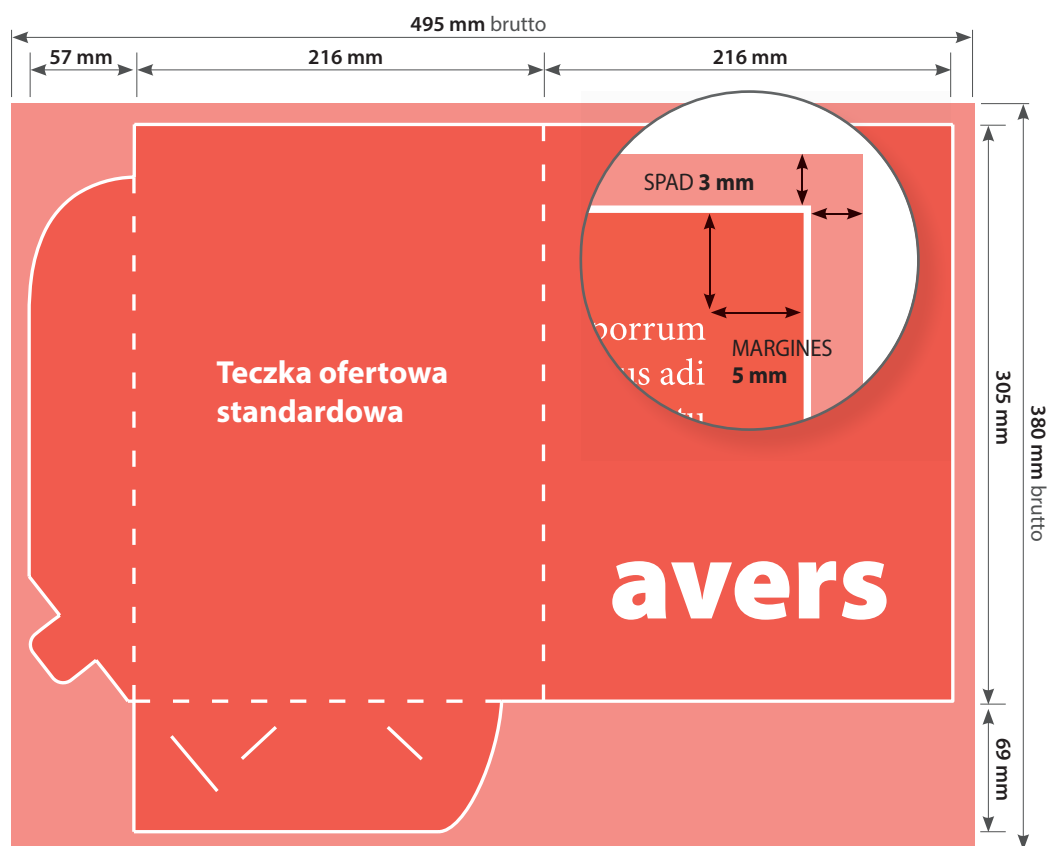 495 mm brutto
57 mm
216 mm
216 mm
SPAD 3 mm
porrum
us adi
tu
MARGINES
5 mm
Teczka ofertowa
standardowa
305 mm
380 mm brutto
avers
69 mm